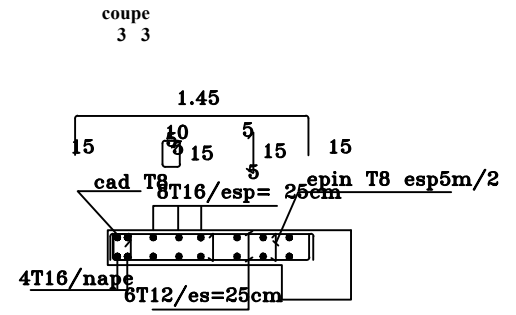 coupe
3 3
1.45
15 10 5 15
5
5 15 15
5
cad T8 epin T8 esp5m/2
8T16/esp= 25cm
4T16/nape
6T12/es=25cm